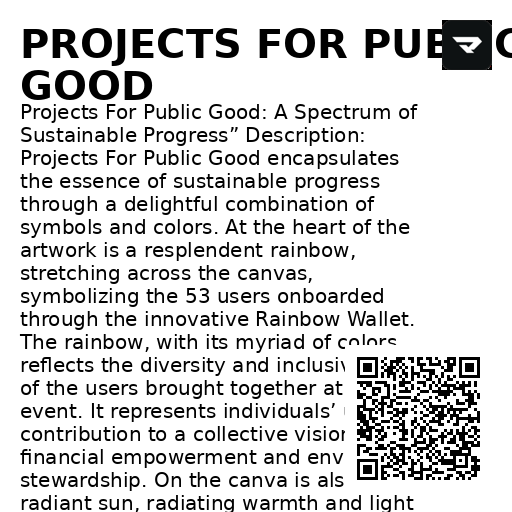 PROJECTS FOR
GOOD
Projects For Public Good: A Spectrum of
Sustainable Progress” Description:
Projects For Public Good encapsulates
the essence of sustainable progress
through a delightful combination of
symbols and colors. At the heart of the
artwork is a resplendent rainbow,
stretching across the canvas,
symbolizing the 53 users onboarded
through the innovative Rainbow Wallet.
The rainbow, with its myriad of colors
reflects the diversity and
of the users brought together at
event. It represents individuals’
contribution to a collective
financial empowerment and
stewardship. On the canva is
radiant sun, radiating warmth and light